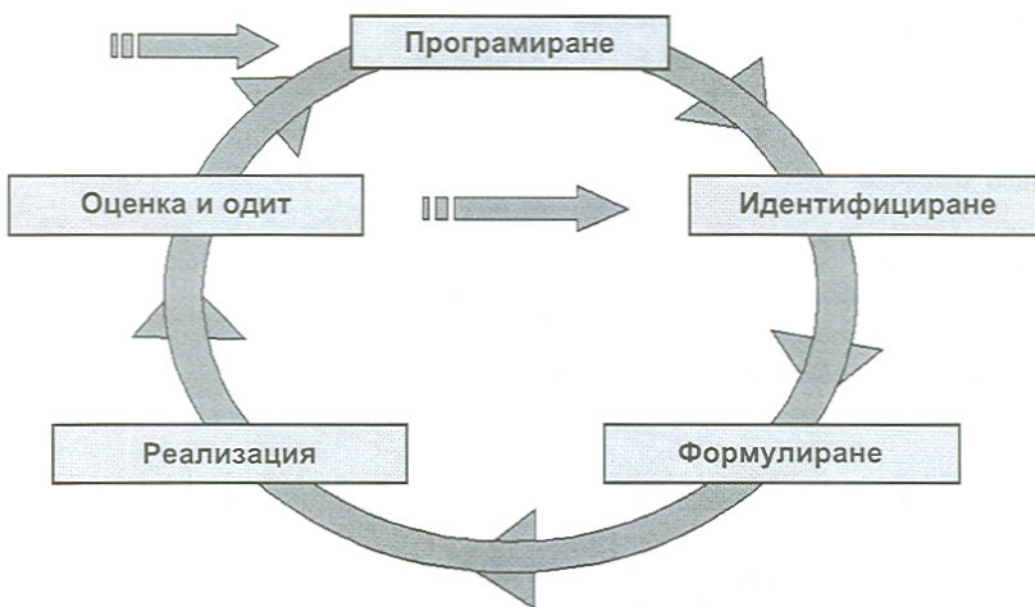 Програмиране
Оценка и одит
Идентифициране
Реализация
Формулиране